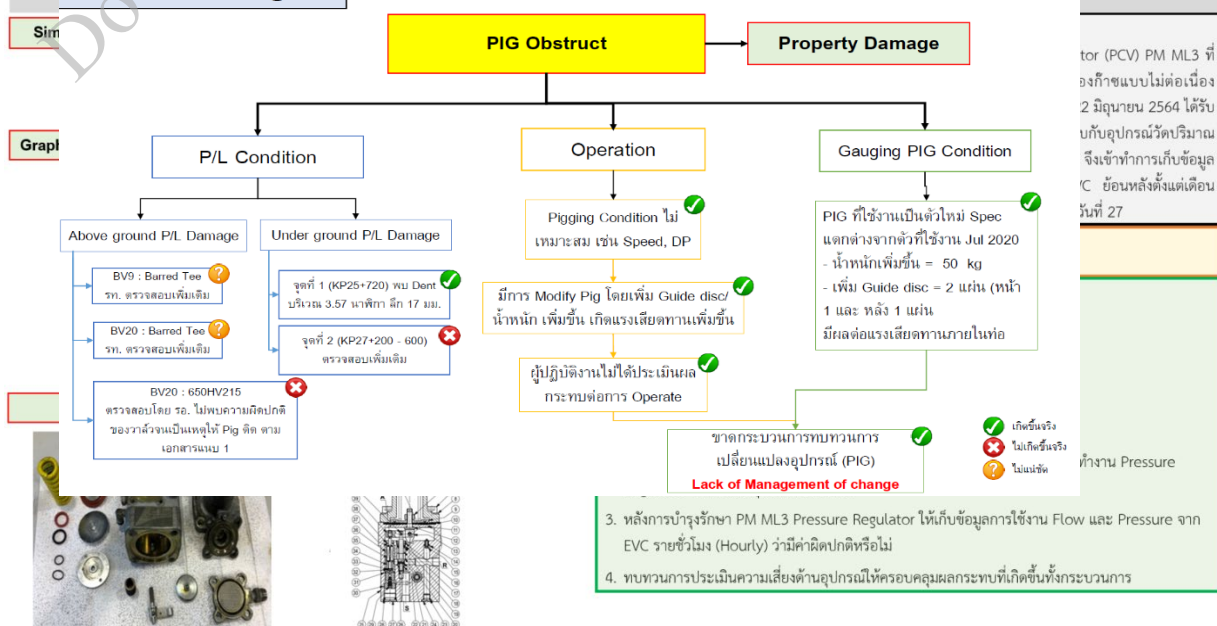 Do
Sim
PIG Obstruct
Property Damage
tor (PCV) PM ML3 ที่
องก๊าซแบบไม่ต่อเนื่อง
22 มิถุนายน 2564 ได้รับ
บกับอุปกรณ์วัดปริมาณ
จึงเข้าทำการเก็บข้อมูล
VC ย้อนหลังตั้งแต่เดือน
วันที่ 27
Graph
P/L Condition
Operation
Gauging PIG Condition
Above ground P/L Damage
Under ground P/L Damage
BV9 : Barred Tee
รท. ตรวจสอบเพิ่มเติม
BV20 : Barred Tee
รท. ตรวจสอบเพิ่มเติม
BV20 : 650HV215
ตรวจสอบโดย รอ. ไม่พบความผิดปกติ
ของวาล์วจนเป็นเหตุให้ Pig ติด ตาม
เอกสารแนบ 1
จุดที่ 1 (KP25+720) พบ Dent
บริเวณ 3.57 นาฬิกา ลึก 17 มม.
จุดที่ 2 (KP27+200 - 600)
ตรวจสอบเพิ่มเติม
Pigging Condition ไม่
เหมาะสม เช่น Speed, DP
มีการ Modify Pig โดยเพิ่ม Guide disc/
น้ำหนัก เพิ่มขึ้น เกิดแรงเสียดทานเพิ่มขึ้น
ผู้ปฏิบัติงานไม่ได้ประเมินผล
กระทบต่อการ Operate
PIG ที่ใช้งานเป็นตัวใหม่ Spec
แตกต่างจากตัวที่ใช้งาน Jul 2020
- น้ำหนักเพิ่มขึ้น = 50 kg
- เพิ่ม Guide disc = 2 แผ่น (หน้า
1 และ หลัง 1 แผ่น
มีผลต่อแรงเสียดทานภายในท่อ
ขาดกระบวนการทบทวนการ
เปลี่ยนแปลงอุปกรณ์ (PIG)
Lack of Management of change
เกิดขึ้นจริง
ไม่เกิดขึ้นจริง
ไม่แน่ชัด
ทำงาน Pressure
3. หลังการบำรุงรักษา PM ML3 Pressure Regulator ให้เก็บข้อมูลการใช้งาน Flow และ Pressure จาก
EVC รายชั่วโมง (Hourly) ว่ามีค่าผิดปกติหรือไม่
4. ทบทวนการประเมินความเสี่ยงด้านอุปกรณ์ให้ครอบคลุมผลกระทบที่เกิดขึ้นทั้งกระบวนการ